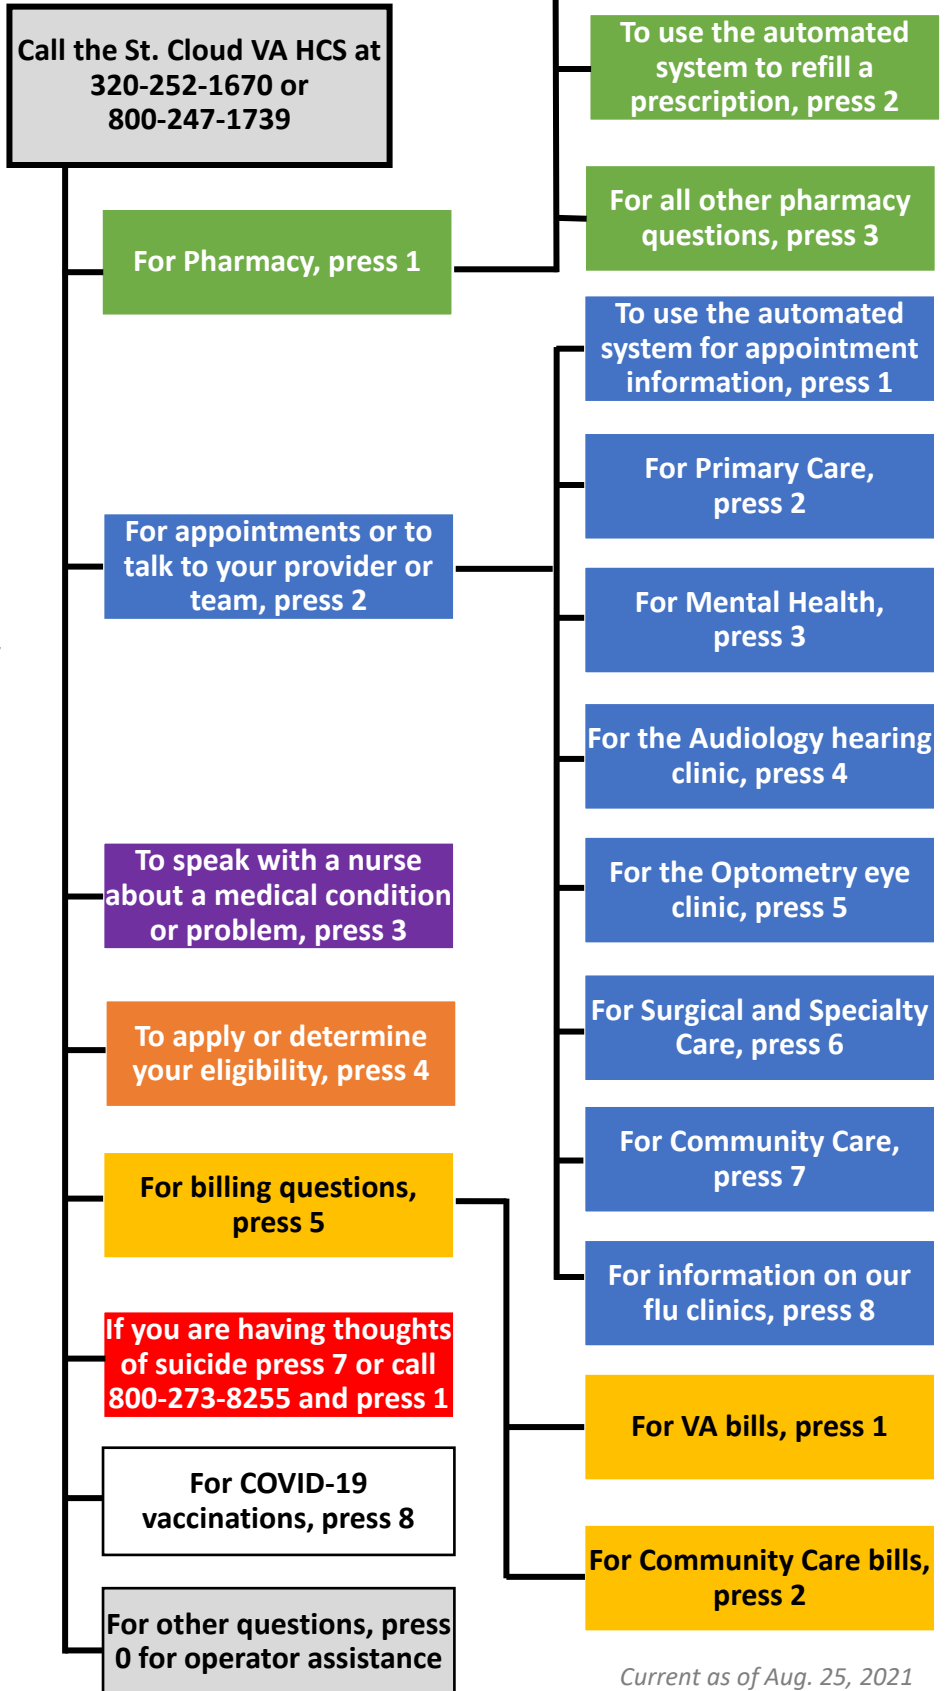 Call the St. Cloud VA HCS at
320-252-1670 or
800-247-1739
To use the automated
system to refill a
prescription, press 2
For all other pharmacy
questions, press 3
For Pharmacy, press 1
To use the automated
system for appointment
information, press 1
For Primary Care,
press 2
For appointments or to
talk to your provider or
team, press 2
For Mental Health,
press 3
For the Audiology hearing
clinic, press 4
To speak with a nurse
about a medical condition
or problem, press 3
For the Optometry eye
clinic, press 5
For Surgical and Specialty
Care, press 6
To apply or determine
your eligibility, press 4
For Community Care,
press 7
For billing questions,
press 5
For information on our
flu clinics, press 8
If you are having thoughts
of suicide press 7 or call
800-273-8255 and press 1
For VA bills, press 1
For COVID-19
vaccinations, press 8
For Community Care bills,
press 2
For other questions, press
0 for operator assistance
Current as of Aug. 25, 2021